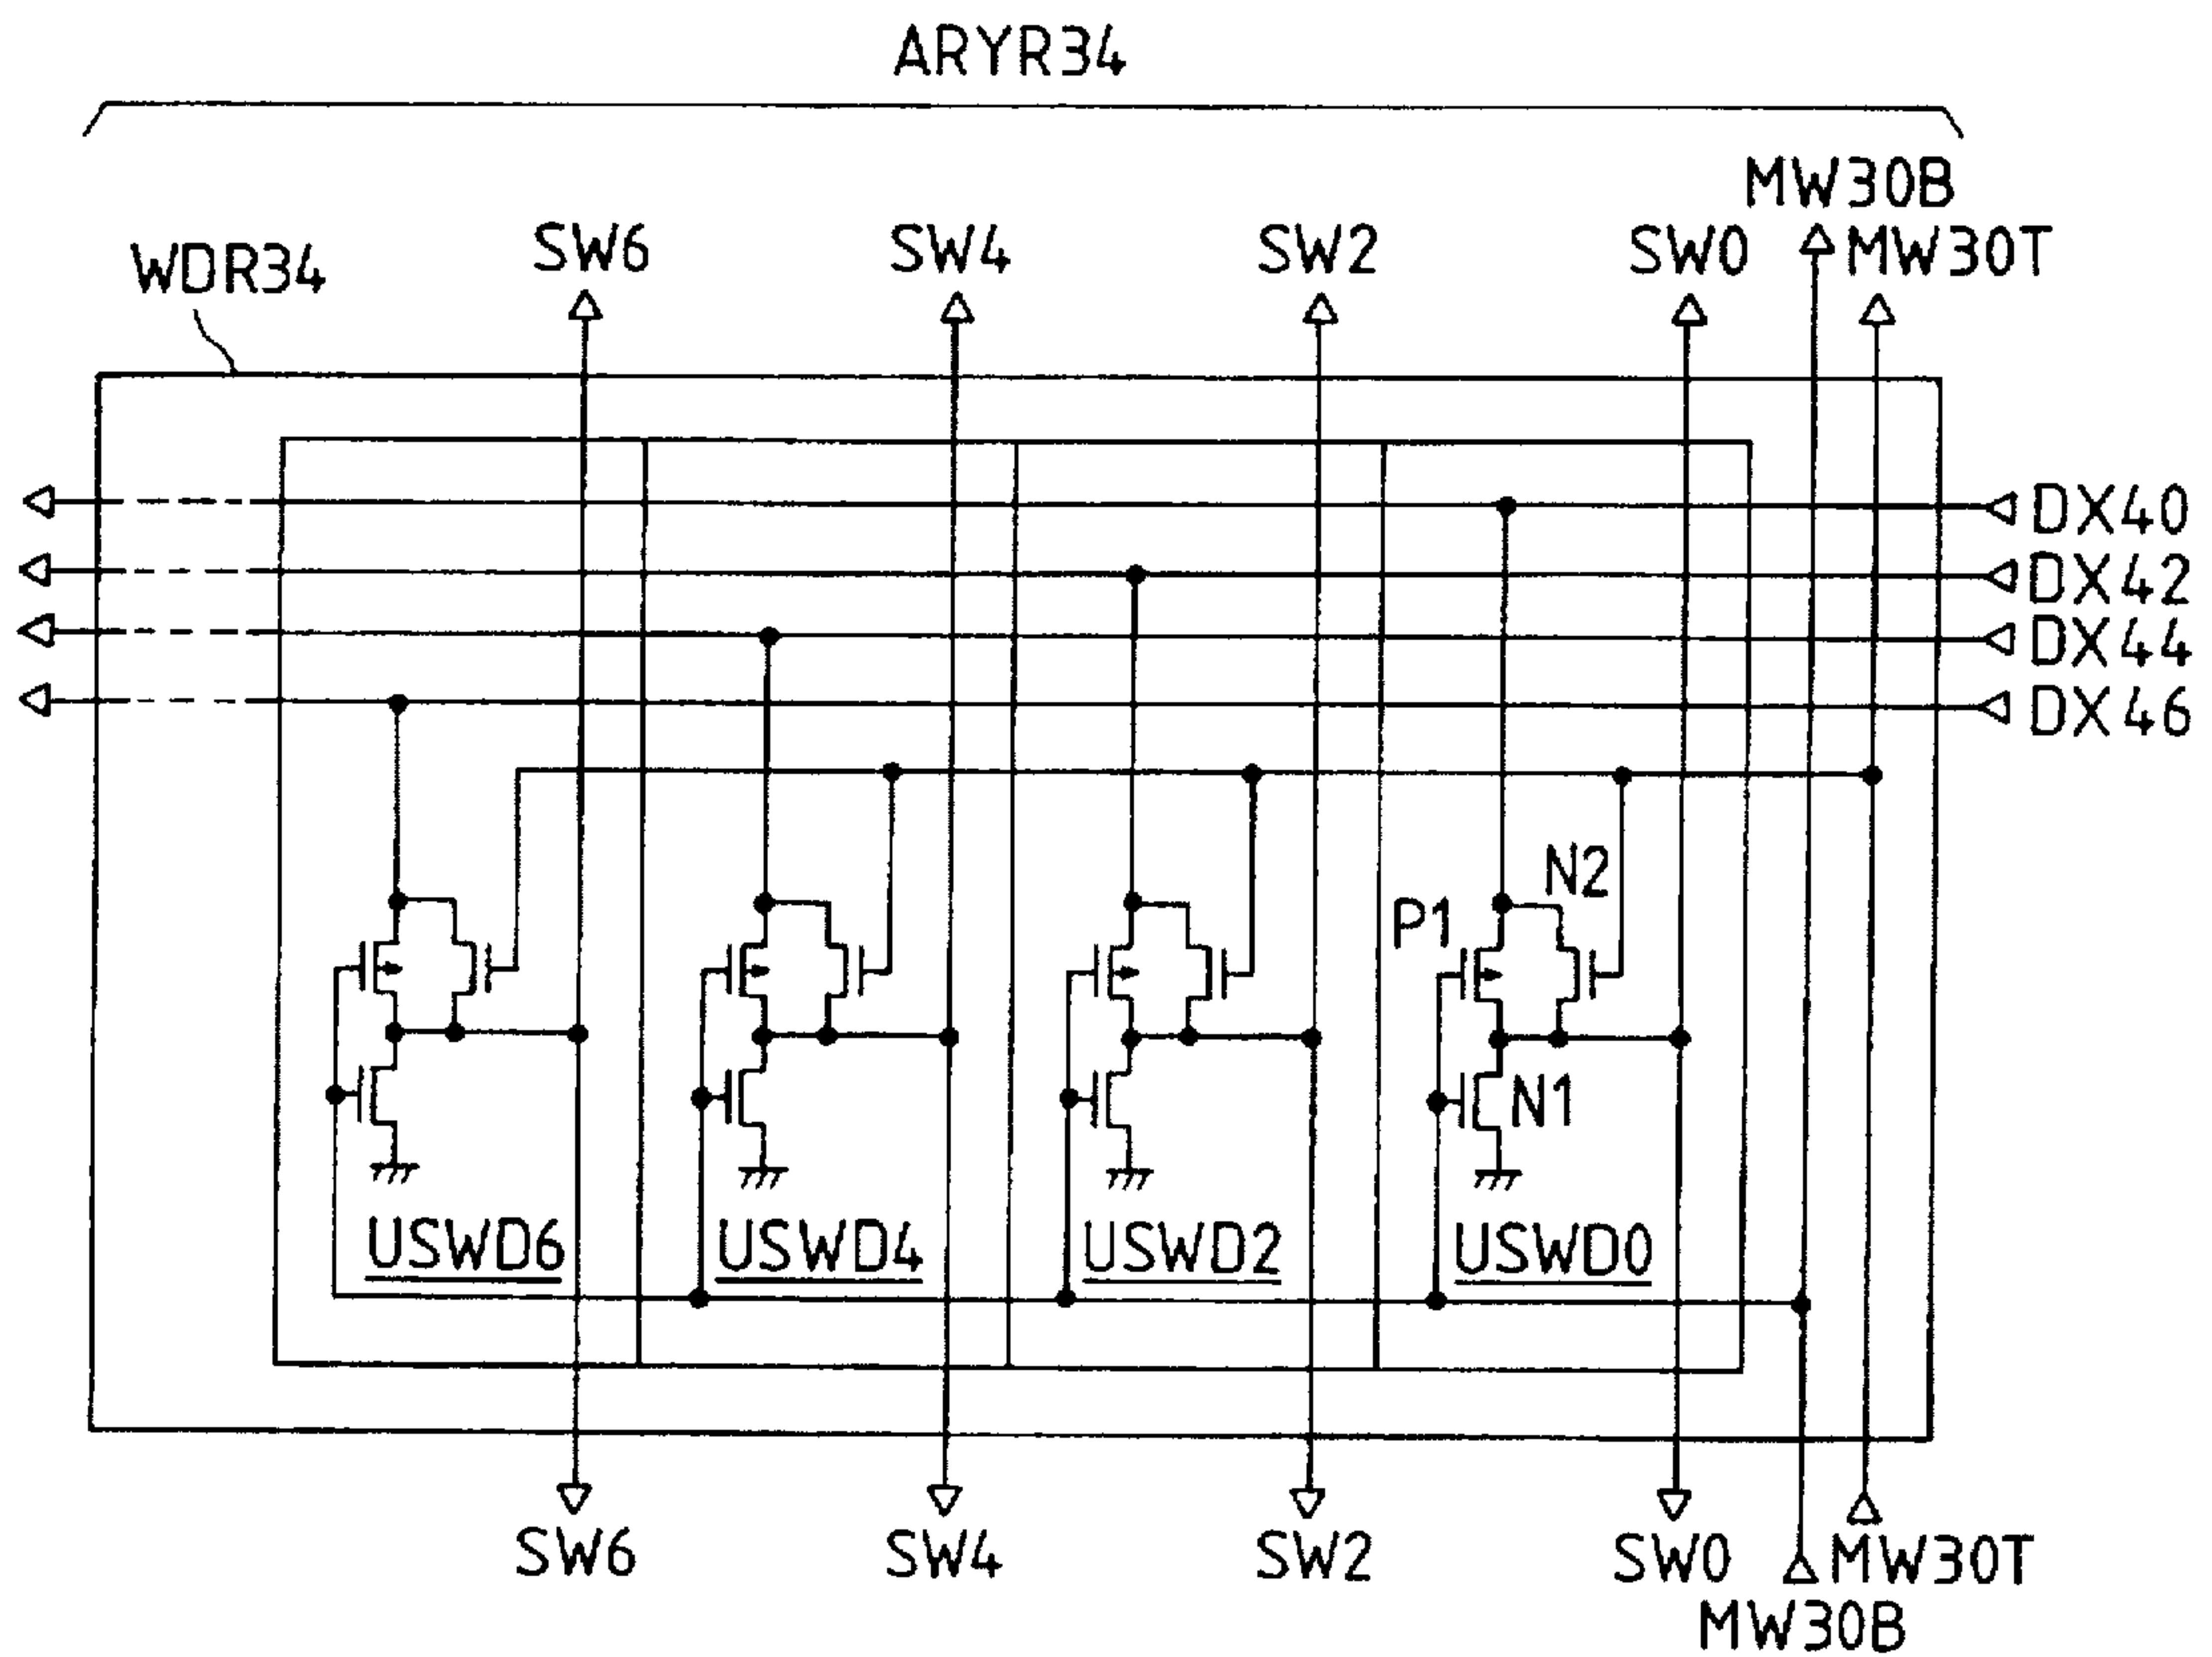 ARYR34
MW30B
WDR34 SW6 SW4 SW2 SW0 MW30T
DX40
DX42
DX44
DX46
N2
P1
N1
USWD6 USWD4 USWD2 USWD0
SW6 SW4 SW2 SW0 MW30T
MW30B